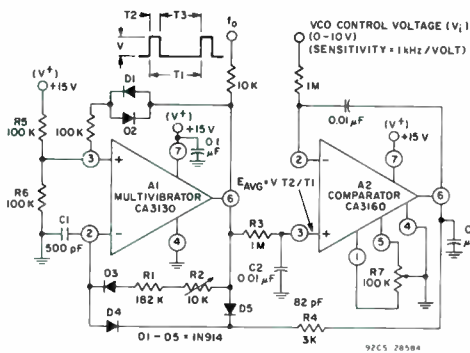 T2 T3
V
T1
f₀
VCO CONTROL VOLTAGE (Vᵢ)
(0-10V)
(SENSITIVITY = 1 kHz/VOLT)
(V⁺)
+15 V
D1
D2
10 K
1M
R5
100 K
100 K
(V⁺)
+15 V
0.1
μF
0.01 μF
(V⁺)
+15 V
3
+
7
2
−
7
R6
100K
A1
MULTIVIBRATOR
CA3130
6
E AVG = V T2/T1
A2
COMPARATOR
CA3160
6
C1
500 pF
2
−
4
R3
1M
3
+
4
5
1
C2
0.01 μF
R7
100 K
C
μ
D3
R1
182 K
R2
10K
D5
82 pF
R4
3K
D4
D1-D5 = 1N914
92CS 28584